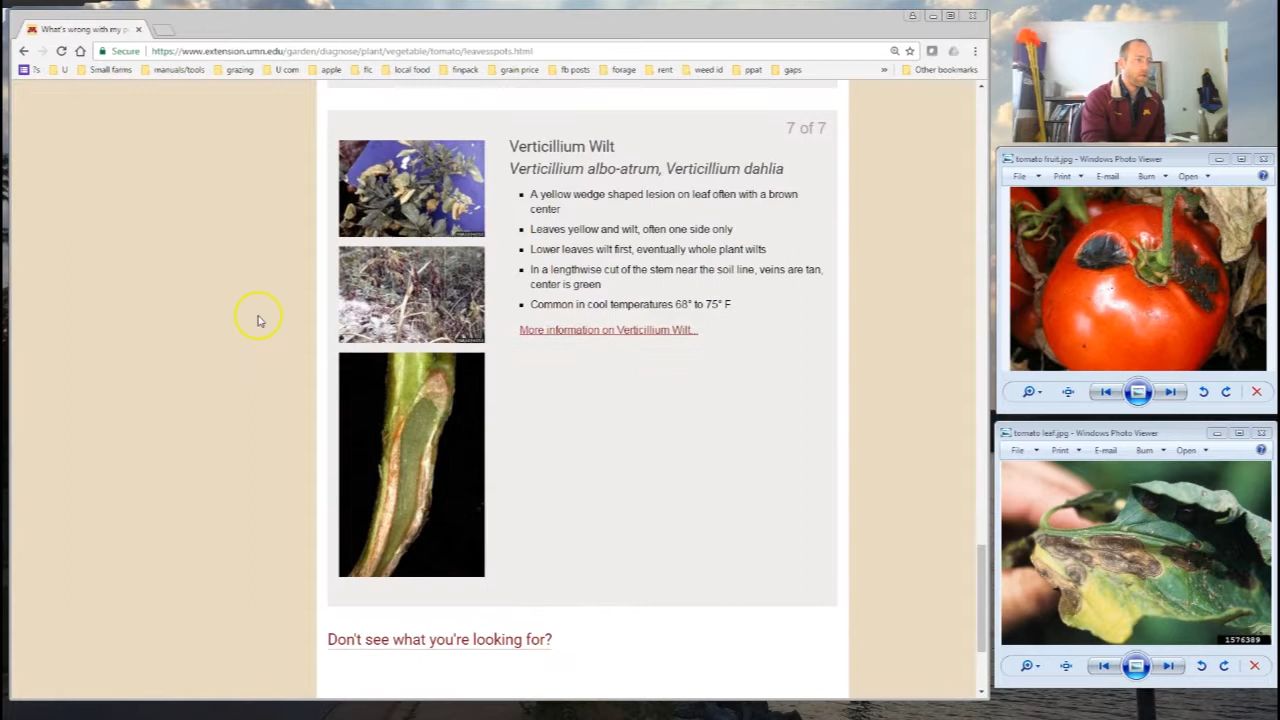 What's wrong with my p
Secure
https://www.extension.umn.edu/garden/diagnose/plant/vegetable/tomato/leavesspots.html
?s
U
Small farms
manuals/tools
grazing
U com
apple
fic
local food
finpack
grain price
fb posts
forage
rent
weed id
ppat
gaps
»
Other bookmarks
7 of 7
Verticillium Wilt
Verticillium albo-atrum, Verticillium dahlia
A yellow wedge shaped lesion on leaf often with a brown
center
Leaves yellow and wilt, often one side only
Lower leaves wilt first, eventually whole plant wilts
In a lengthwise cut of the stem near the soil line, veins are tan,
center is green
Common in cool temperatures 68° to 75° F
More information on Verticillium Wilt...
Don't see what you're looking for?
tomato fruit.jpg - Windows Photo Viewer
File
Print
E-mail
Burn
Open
tomato leaf.jpg - Windows Photo Viewer
File
Print
E-mail
Burn
Open
1576389